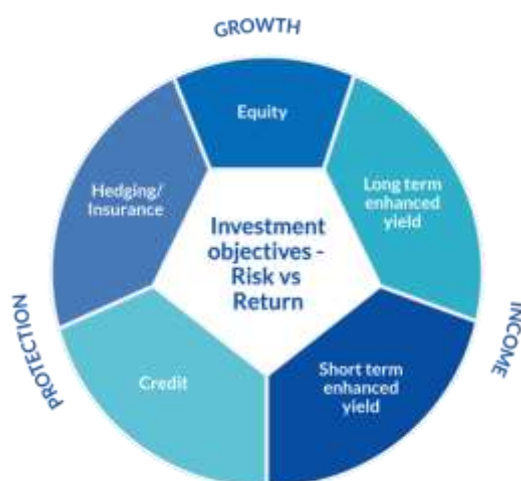 GROWTH
Equity
Hedging/
Insurance
Long term
enhanced
yield
Investment
objectives -
Risk vs
Return
PROTECTION
INCOME
Credit
Short term
enhanced
yield